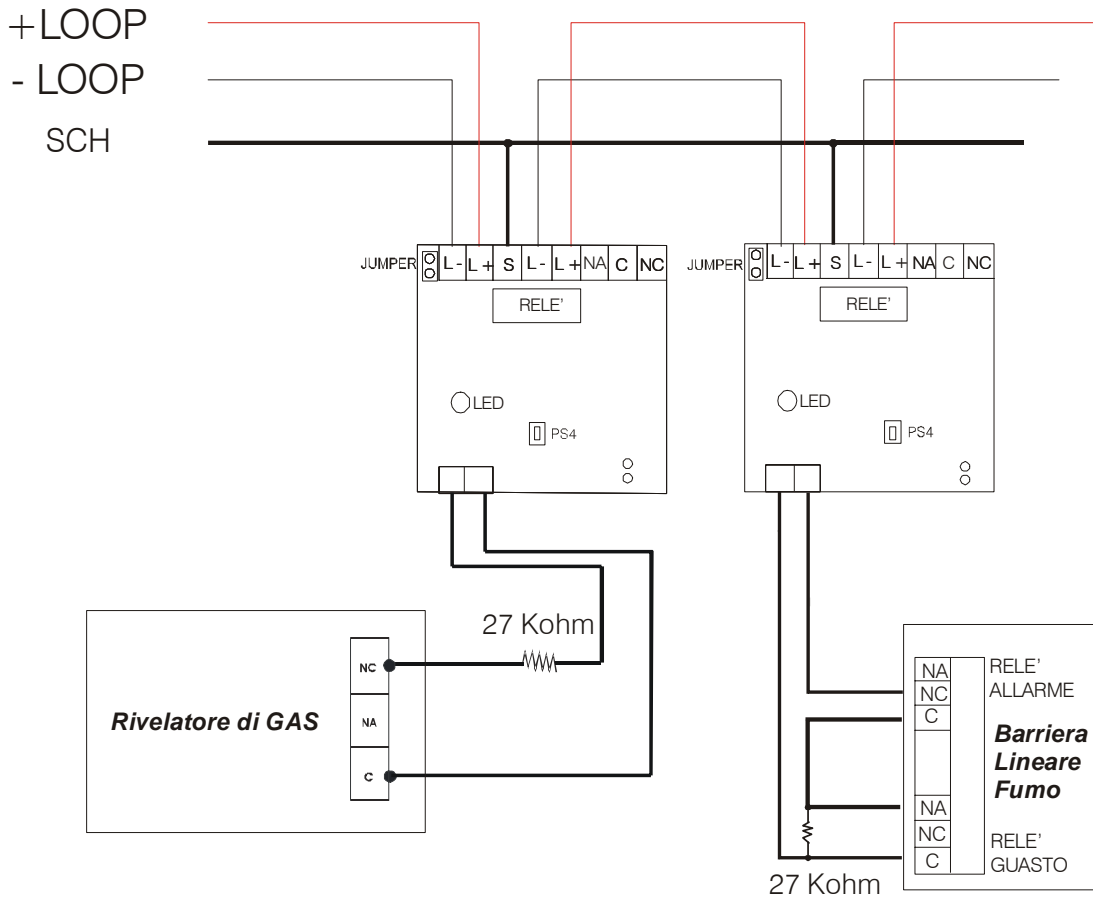 +LOOP
- LOOP
SCH
JUMPER L - L + S L - L + NA C NC
RELE'
LED
PS4
JUMPER L - L + S L - L + NA C NC
RELE'
LED
PS4
27 Kohm
NC
NA
C
Rivelatore di GAS
NA
NC
C
RELE'
ALLARME
Barriera
Lineare
Fumo
NA
NC
C
RELE'
GUASTO
27 Kohm